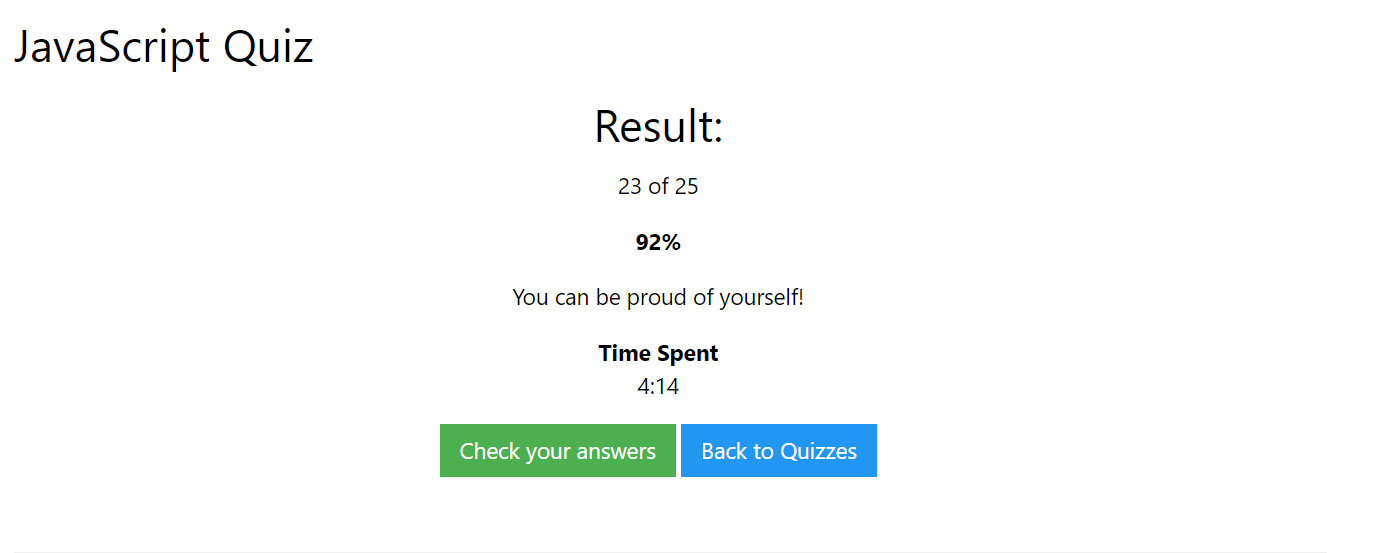 JavaScript Quiz
Result:
23 of 25
92%
You can be proud of yourself!
Time Spent
4:14
Check your answers Back to Quizzes